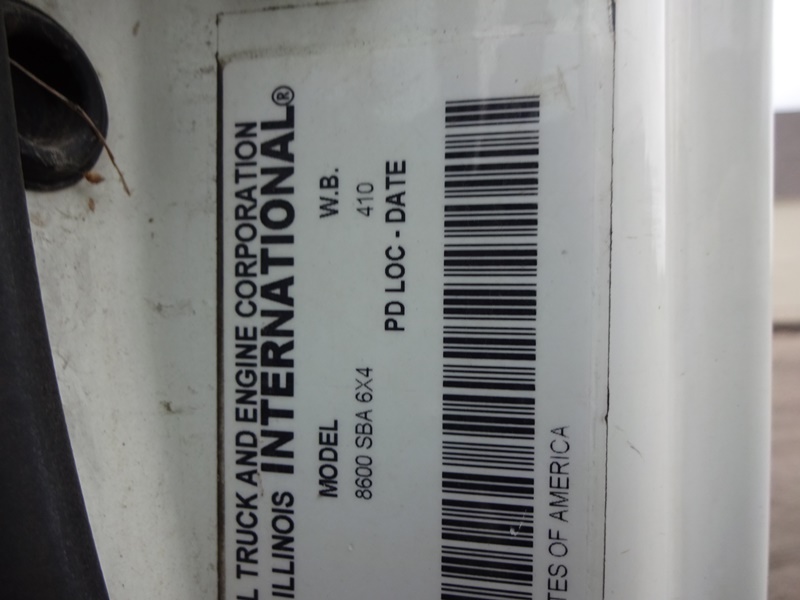 L TRUCK AND ENGINE CORPORATION
ILLINOIS INTERNATIONAL®
MODEL W.B.
8600 SBA 6X4 410
PD LOC - DATE
TES OF AMERICA